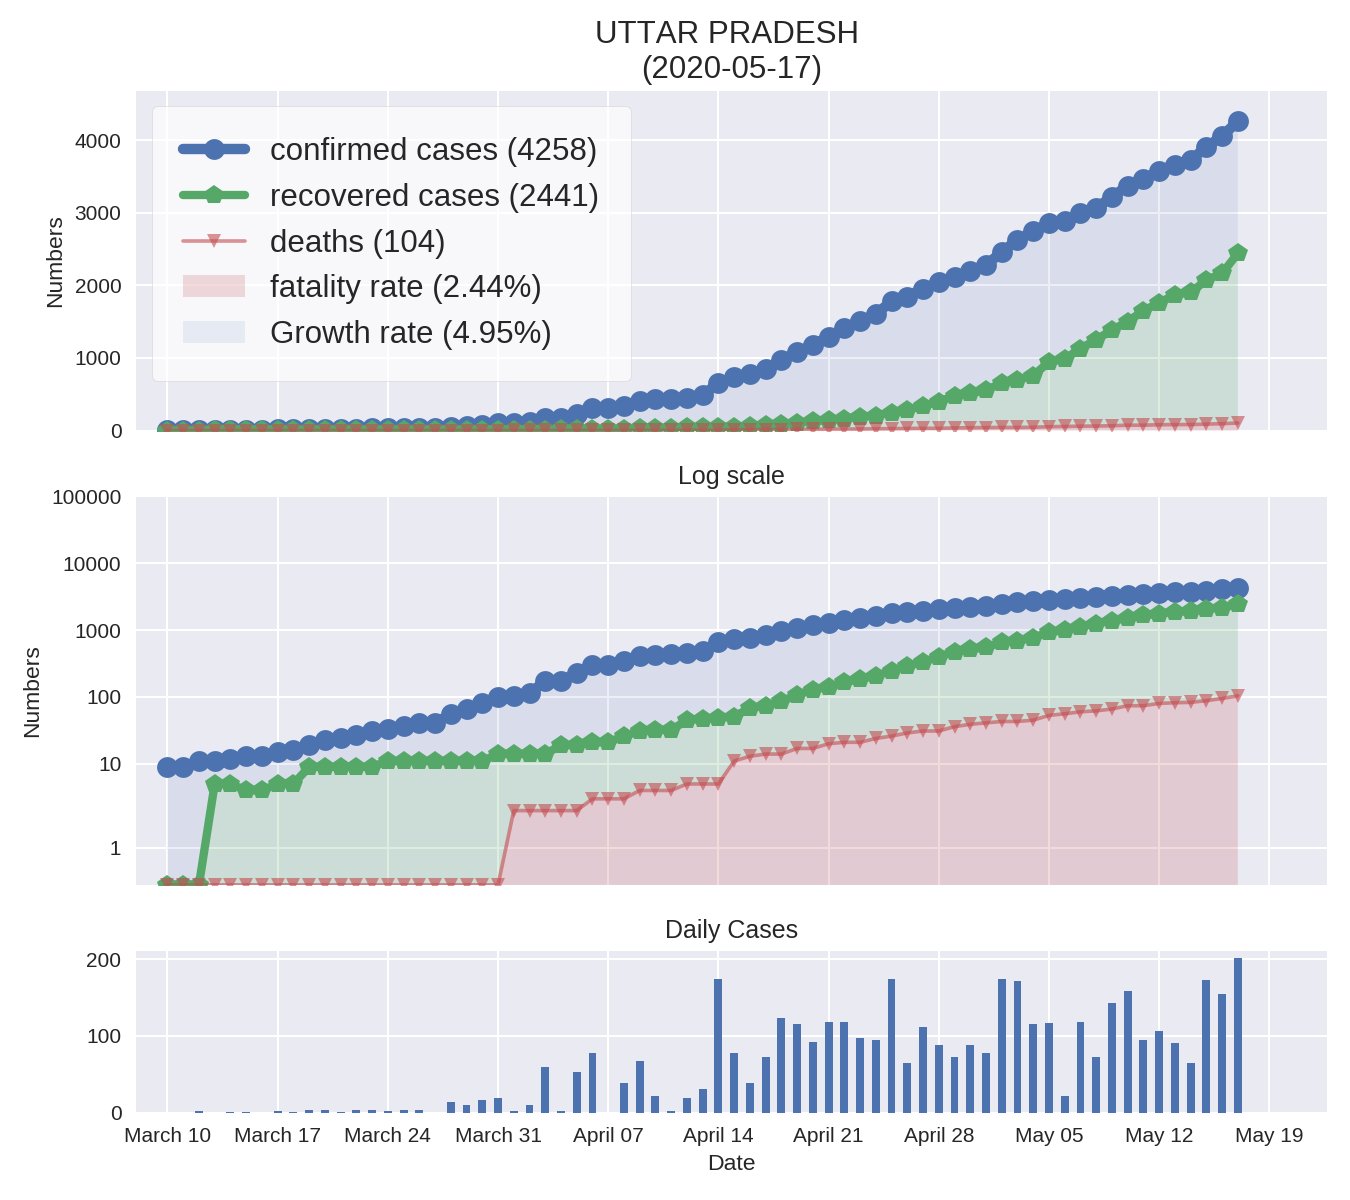 UTTAR PRADESH
(2020-05-17)
4000
3000
2000
1000
0
Numbers
confirmed cases (4258)
recovered cases (2441)
deaths (104)
fatality rate (2.44%)
Growth rate (4.95%)
Log scale
100000
10000
1000
100
10
1
Numbers
Daily Cases
200
100
0
March 10 March 17 March 24 March 31 April 07 April 14 April 21 April 28 May 05 May 12 May 19
Date